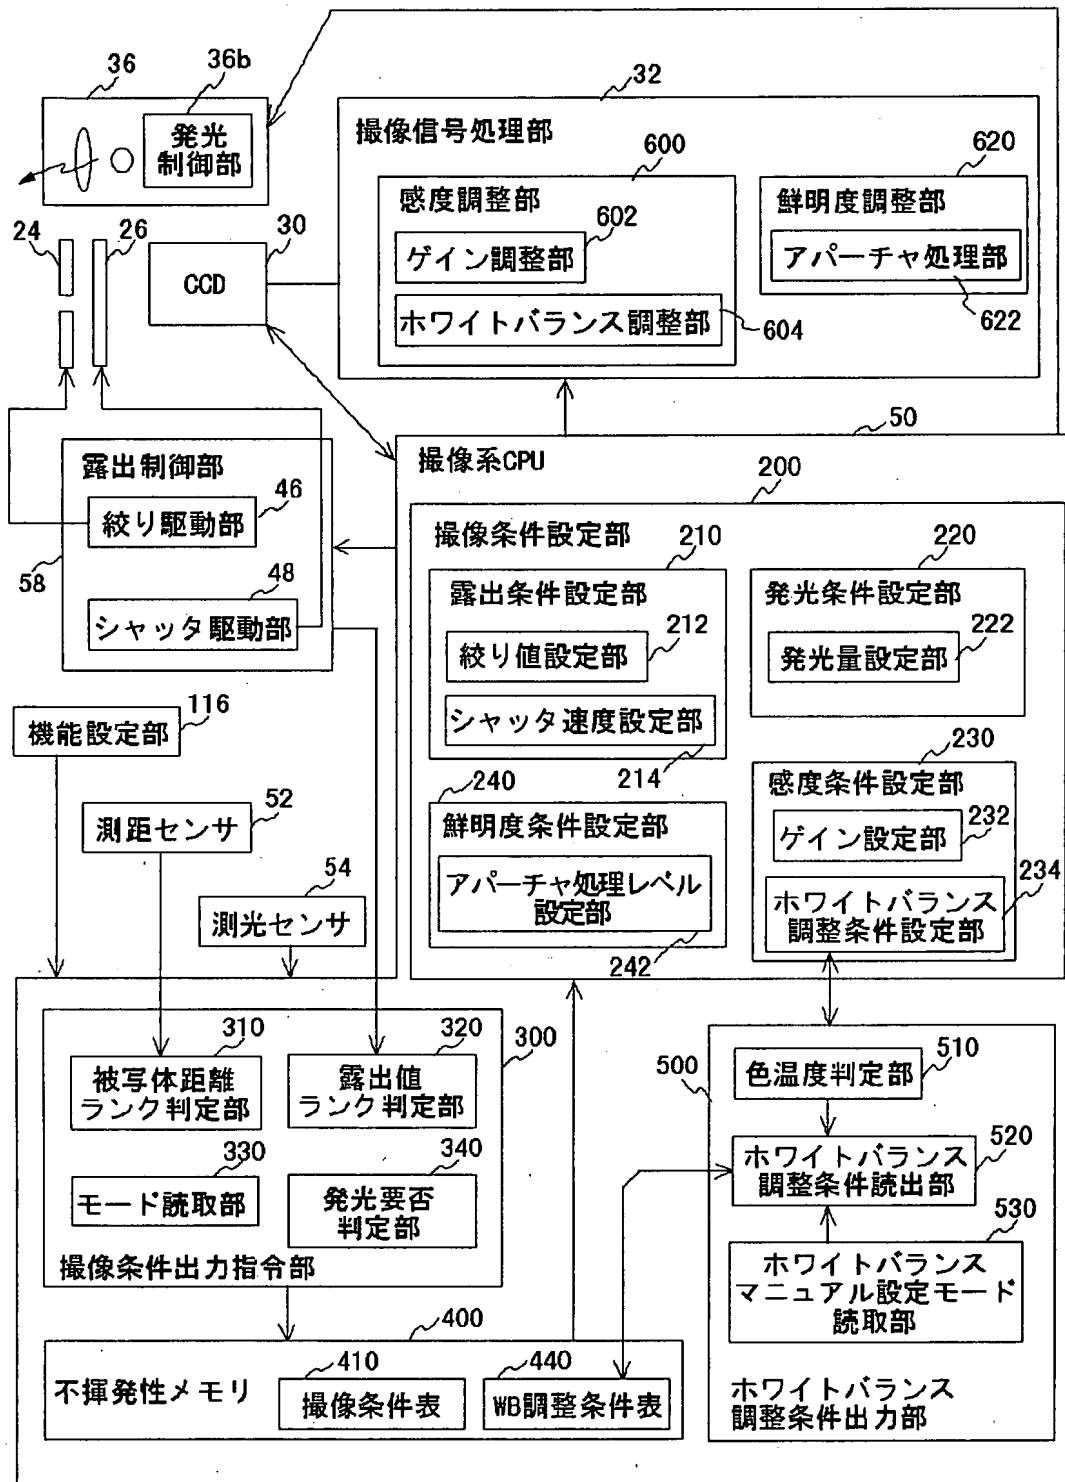 36
36b
発光
制御部
32
撮像信号処理部
600
感度調整部
602
ゲイン調整部
ホワイトバランス調整部
604
620
鮮明度調整部
アパーチャ処理部
622
24
26
30
CCD
50
撮像系CPU
露出制御部
46
絞り駆動部
58
48
シャッタ駆動部
200
撮像条件設定部
210
露出条件設定部
212
絞り値設定部
シャッタ速度設定部
214
220
発光条件設定部
222
発光量設定部
230
感度条件設定部
232
ゲイン設定部
234
ホワイトバランス
調整条件設定部
240
鮮明度条件設定部
アパーチャ処理レベル
設定部
242
116
機能設定部
52
測距センサ
54
測光センサ
300
310
被写体距離
ランク判定部
320
露出値
ランク判定部
330
モード読取部
340
発光要否
判定部
撮像条件出力指令部
400
不揮発性メモリ
410
撮像条件表
440
WB調整条件表
500
510
色温度判定部
520
ホワイトバランス
調整条件読出部
530
ホワイトバランス
マニュアル設定モード
読取部
ホワイトバランス
調整条件出力部